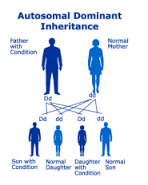 Autosomal Dominant
Inheritance
Father
with
Condition
Normal
Mother
Dd
dd
Dd
dd
Dd
dd
Son with
Condition
Normal
Daughter
Daughter
with
Condition
Normal
Son